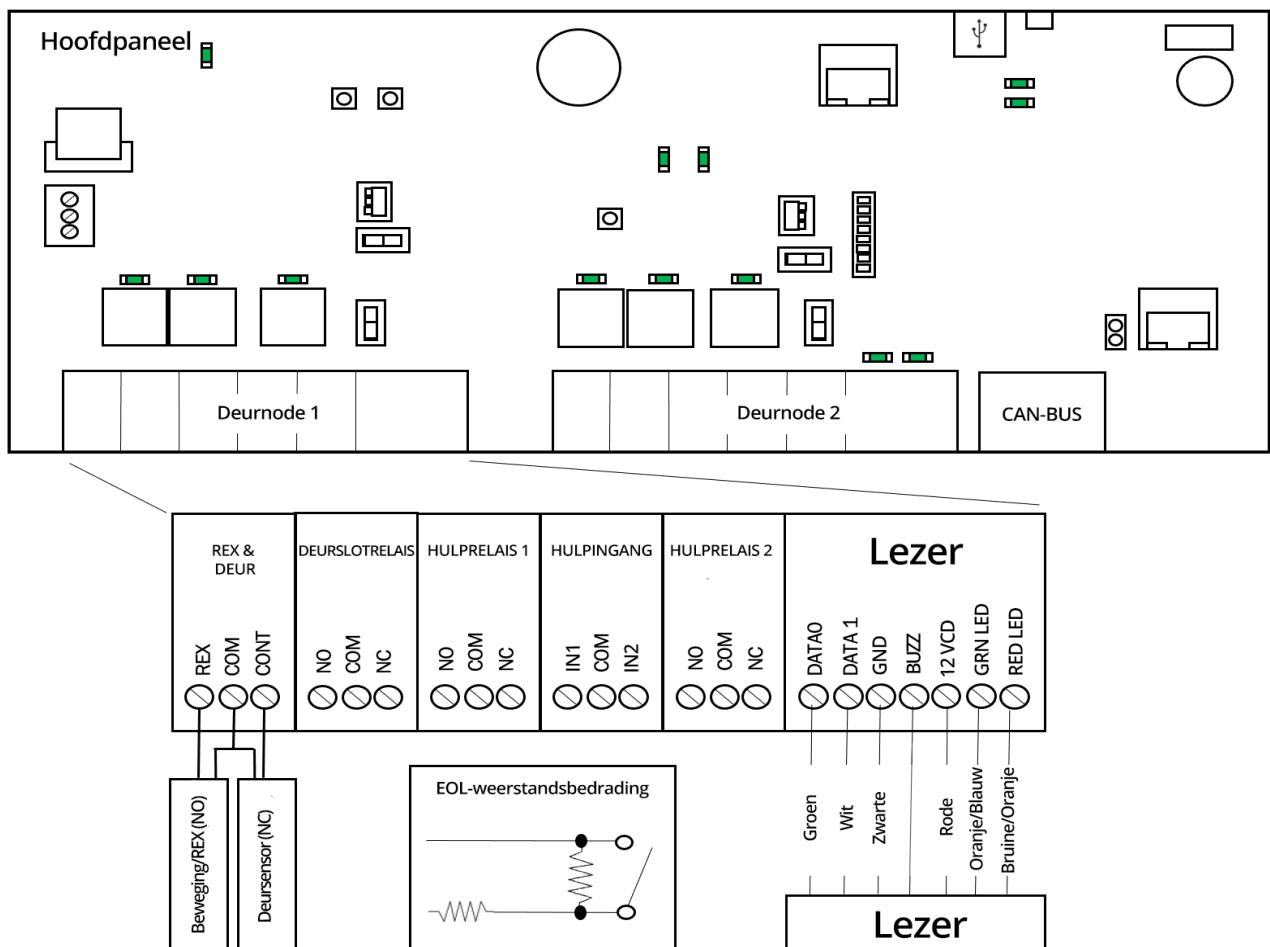 Hoofdpaneel
Deurnode 1
Deurnode 2
CAN-BUS
REX &
DEUR
DEURSLOTRELAIS
HULPRELAIS 1
HULPINGANG
HULPRELAIS 2
Lezer
REX
COM
CONT
NO
COM
NC
NO
COM
NC
IN1
COM
IN2
NO
COM
NC
DATA0
DATA 1
GND
BUZZ
12 VCD
GRN LED
RED LED
Beweging/REX (NO)
Deursensor (NC)
EOL-weerstandsbedrading
Groen
Wit
Zwarte
Rode
Oranje/Blauw
Bruine/Oranje
Lezer